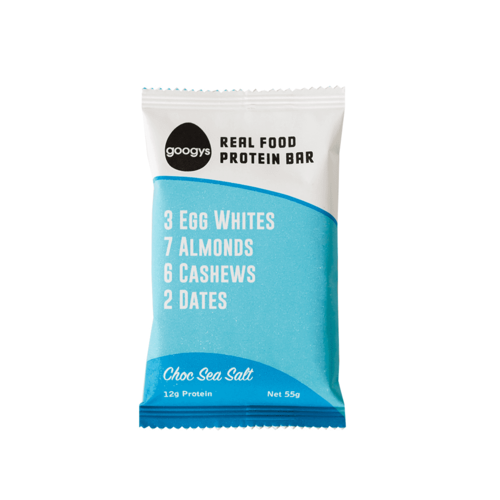 googys
REAL FOOD
PROTEIN BAR
3 EGG WHITES
7 ALMONDS
6 CASHEWS
2 DATES
Choc Sea Salt
12g Protein Net 55g